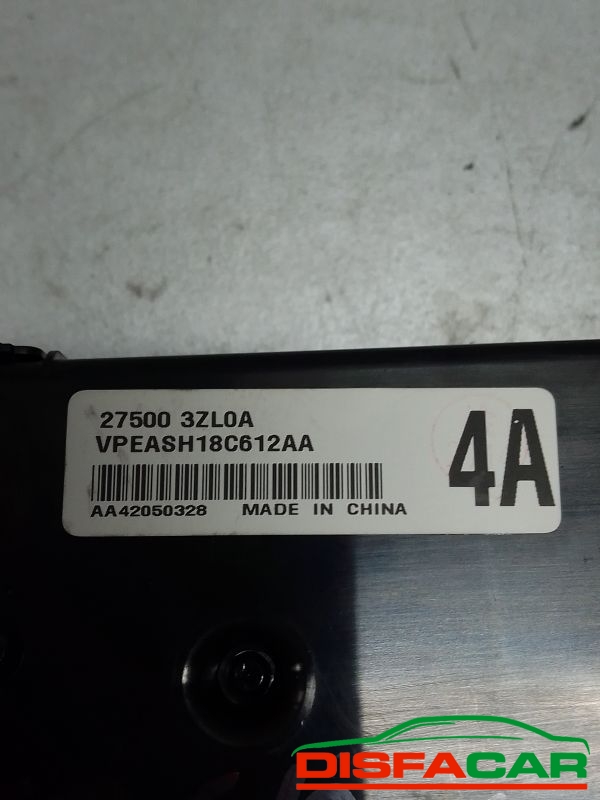 27500 3ZL0A
VPEASH18C612AA
4A
AA42050328 MADE IN CHINA
DISFACAR